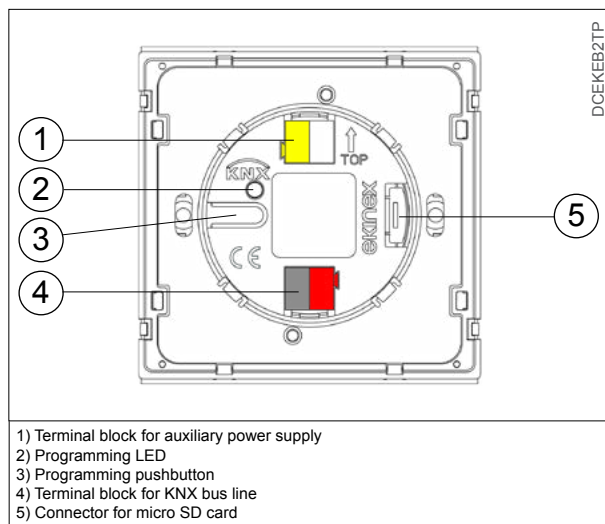 DCEKEB2TP
1
TOP
2
KNX
3
ekinex
5
CE
4
1) Terminal block for auxiliary power supply
2) Programming LED
3) Programming pushbutton
4) Terminal block for KNX bus line
5) Connector for micro SD card